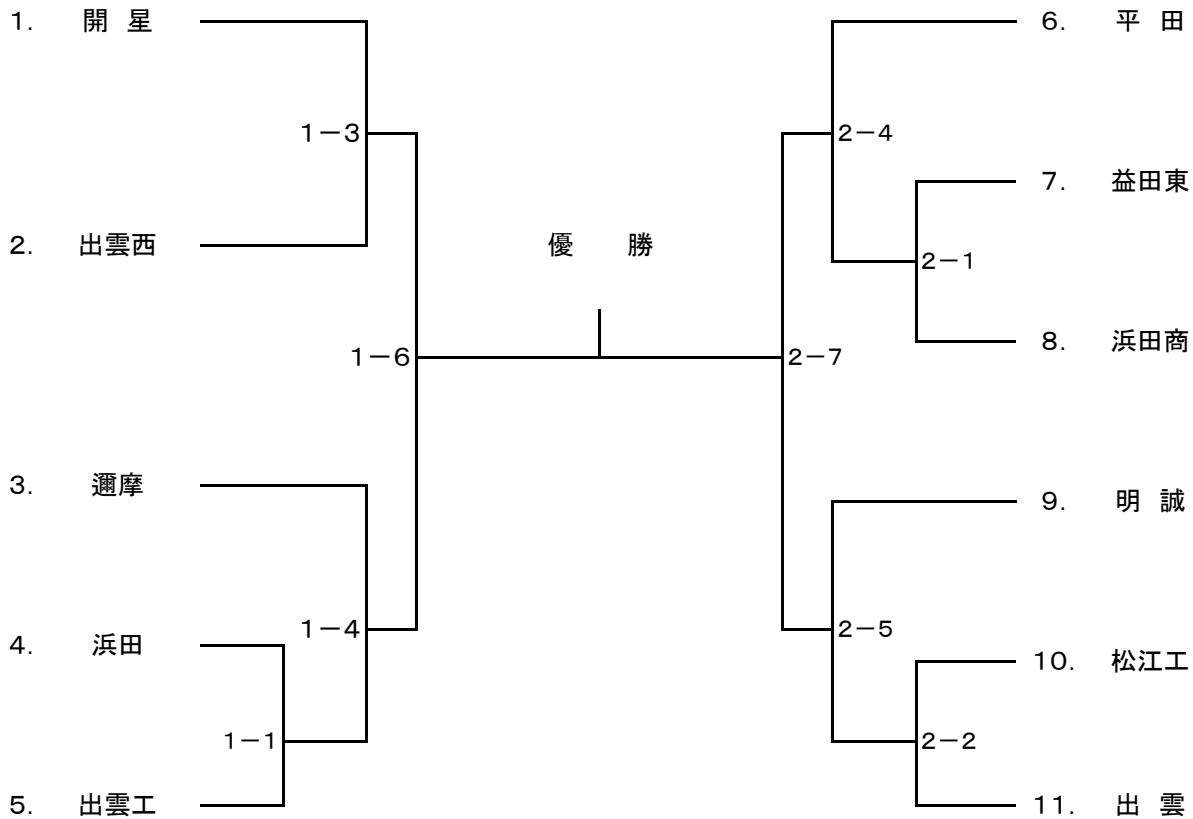 1. 開 星
1－3
2. 出雲西
1－6
3. 邇摩
1－4
4. 浜田
1－1
5. 出雲工
優 勝
6. 平 田
2－4
7. 益田東
2－1
8. 浜田商
2－7
9. 明 誠
2－5
10. 松江工
2－2
11. 出 雲